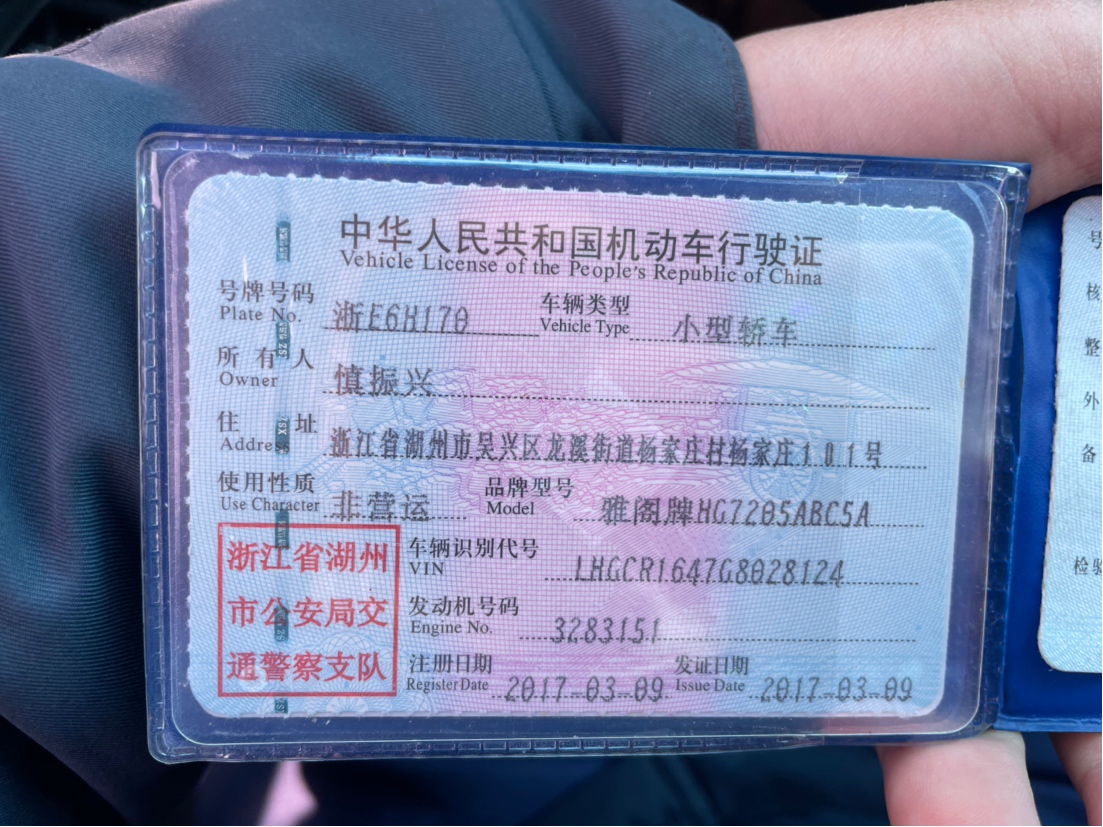 中华人民共和国机动车行驶证
Vehicle License of the People's Republic of China
号牌号码 浙E6H170 车辆类型 小型轿车
Plate No. Vehicle Type
所有人 慎振兴
Owner
住址 浙江省湖州市吴兴区龙溪街道杨家庄村杨家庄101号
Address
使用性质 非营运 品牌型号 雅阁牌HG7205ABC5A
Use Character Model
浙江省湖州
市公安局交
通警察支队
车辆识别代号 LHGCR1647G8028124
VIN
发动机号码 3283151
Engine No.
注册日期 2017-03-09 发证日期 2017-03-09
Register Date Issue Date
号
核
整
外
备
检验